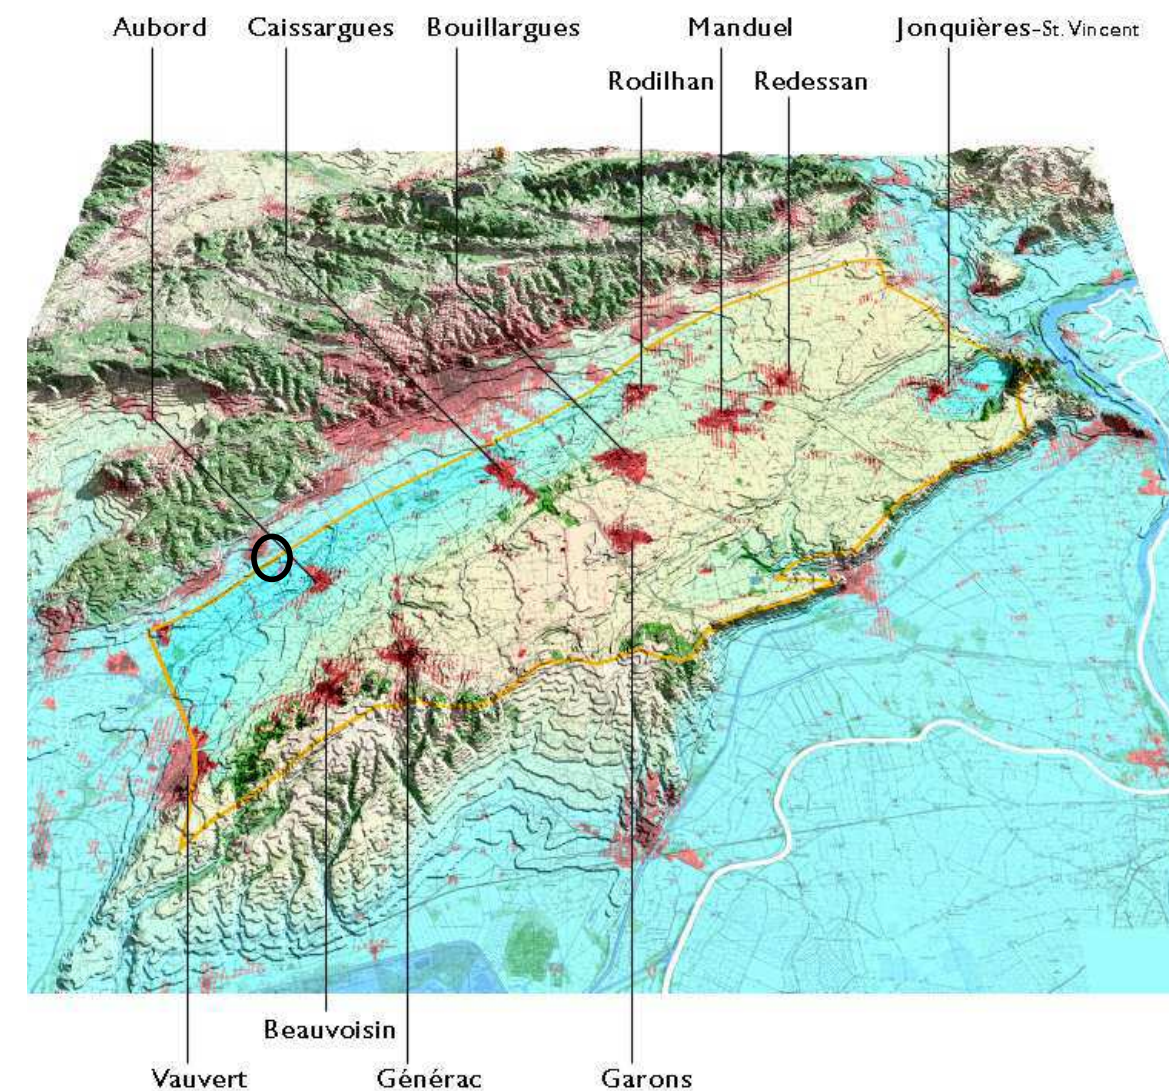 Aubord Caissargues Bouillargues Manduel Jonquières-St. Vincent
Rodilhan Redessan
Beauvoisin
Vauvert Générac Garons